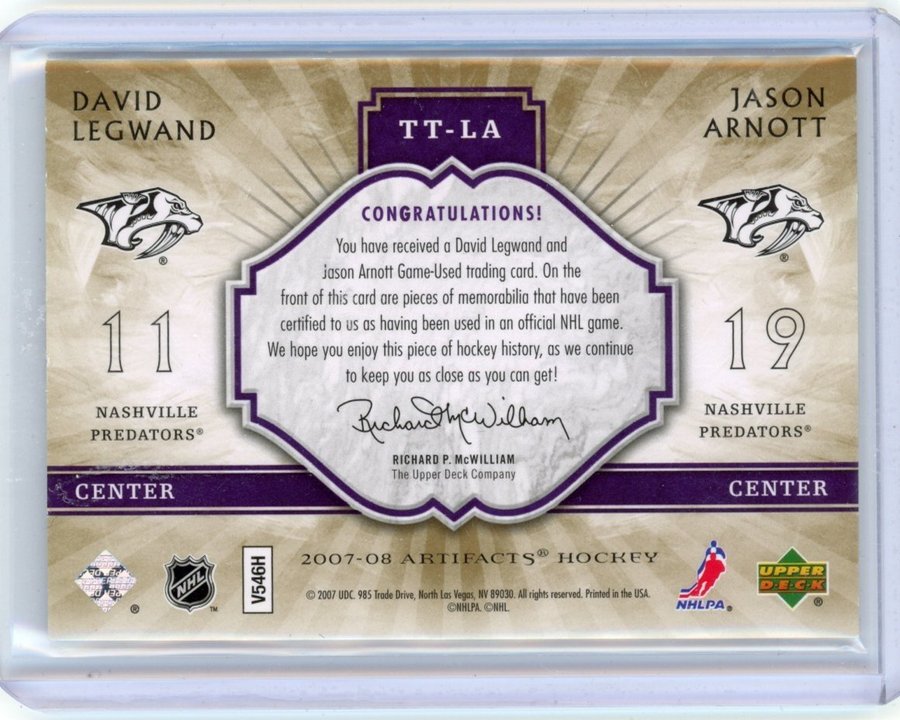 DAVID
LEGWAND
TT-LA
JASON
ARNOTT
CONGRATULATIONS!
You have received a David Legwand and
Jason Arnott Game-Used trading card. On the
front of this card are pieces of memorabilia that have been
certified to us as having been used in an official NHL game.
We hope you enjoy this piece of hockey history, as we continue
to keep you as close as you can get!
Richard P. McWilliam
RICHARD P. McWILLIAM
The Upper Deck Company
®
11
NASHVILLE
PREDATORS®
CENTER
®
19
NASHVILLE
PREDATORS®
CENTER
2007-08 ARTIFACTS® HOCKEY
® NHL ™ V546H
© 2007 UDC. 985 Trade Drive, North Las Vegas, NV 89030. All rights reserved. Printed in the USA.
©NHLPA. ©NHL.
NHLPA®
UPPER
DECK®